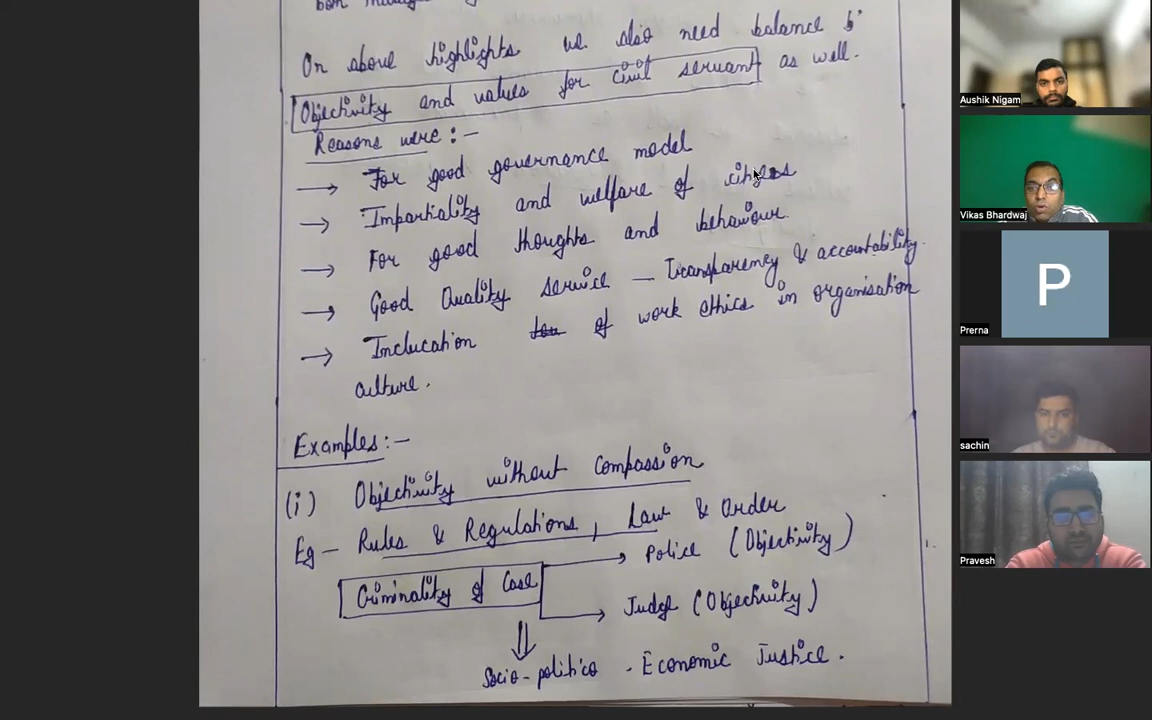 On above highlights we also need balance b'
Objectivity and values for civil servant as well.
Reasons were :-
→ For good governance model
→ Impartiality and welfare of citizens
→ For good thoughts and behaviour.
→ Good Quality service - Transparency & accountability.
→ Inclucation of work ethics in organisation
culture.
Examples:-
(i) Objectivity without Compassion
Eg - Rules & Regulations, Law & Order
Criminality of Case
→ Police (Objectivity)
→ Judge (Objectivity)
⇓
Socio-politico - Economic Justice.
Aushik Nigam
Vikas Bhardwaj
P
Prerna
sachin
Pravesh